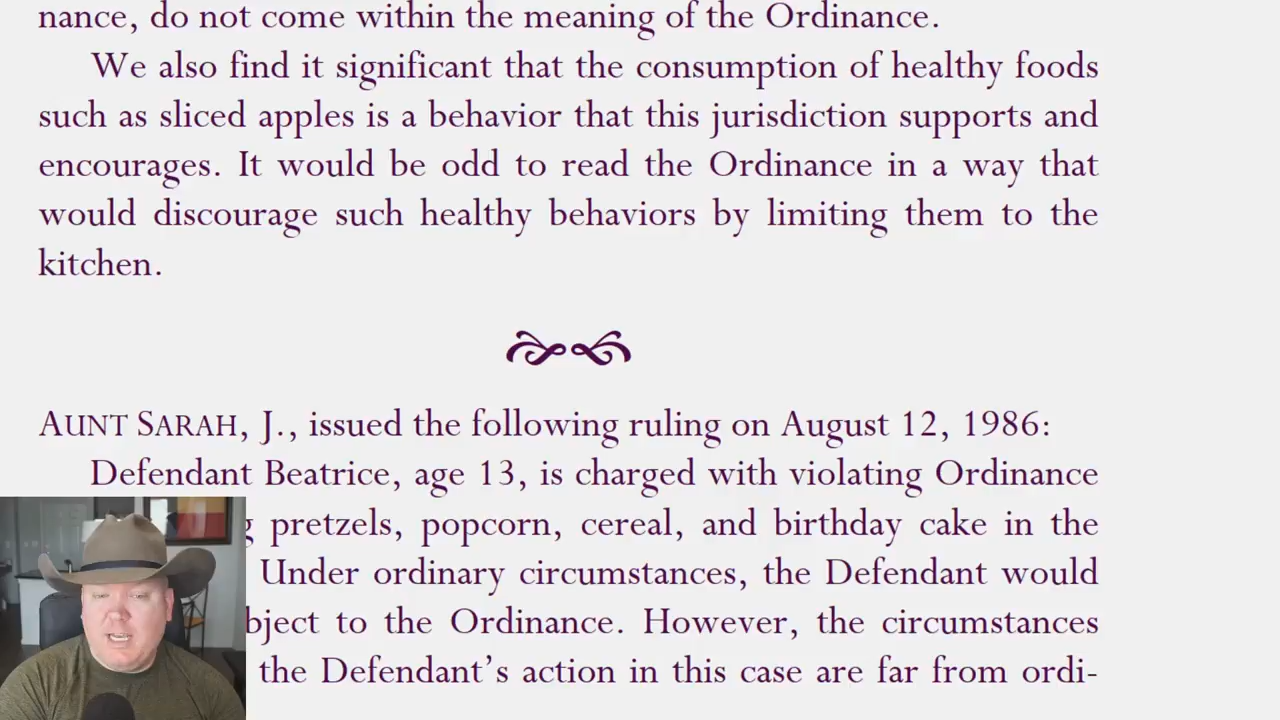 nance, do not come within the meaning of the Ordinance.
We also find it significant that the consumption of healthy foods
such as sliced apples is a behavior that this jurisdiction supports and
encourages. It would be odd to read the Ordinance in a way that
would discourage such healthy behaviors by limiting them to the
kitchen.
AUNT SARAH, J., issued the following ruling on August 12, 1986:
Defendant Beatrice, age 13, is charged with violating Ordinance
pretzels, popcorn, cereal, and birthday cake in the
Under ordinary circumstances, the Defendant would
to the Ordinance. However, the circumstances
the Defendant’s action in this case are far from ordi-